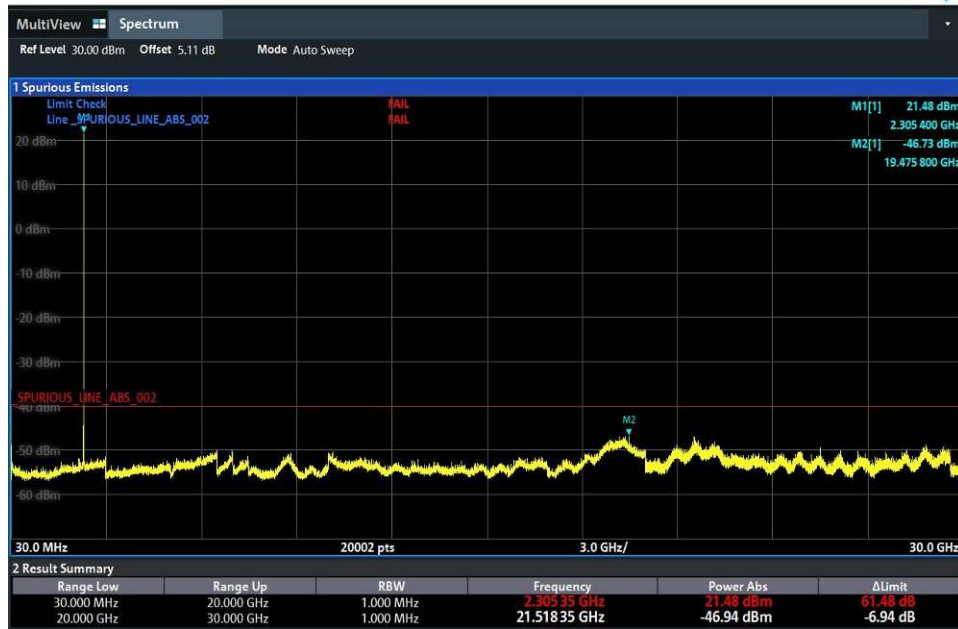 MultiView Spectrum
Ref Level 30.00 dBm Offset 5.11 dB Mode Auto Sweep
1 Spurious Emissions
Limit Check FAIL
Line _SPURIOUS_LINE_ABS_002 FAIL
M1[1] 21.48 dBm
2.305 400 GHz
M2[1] -46.73 dBm
19.475 800 GHz
20 dBm
10 dBm
0 dBm
-10 dBm
-20 dBm
-30 dBm
_SPURIOUS_LINE_ABS_002
-40 dBm
M2
-50 dBm
-60 dBm
30.0 MHz 20002 pts 3.0 GHz/ 30.0 GHz
2 Result Summary
Range Low Range Up RBW Frequency Power Abs ΔLimit
30.000 MHz 20.000 GHz 1.000 MHz 2.305 35 GHz 21.48 dBm 61.48 dB
20.000 GHz 30.000 GHz 1.000 MHz 21.518 35 GHz -46.94 dBm -6.94 dB